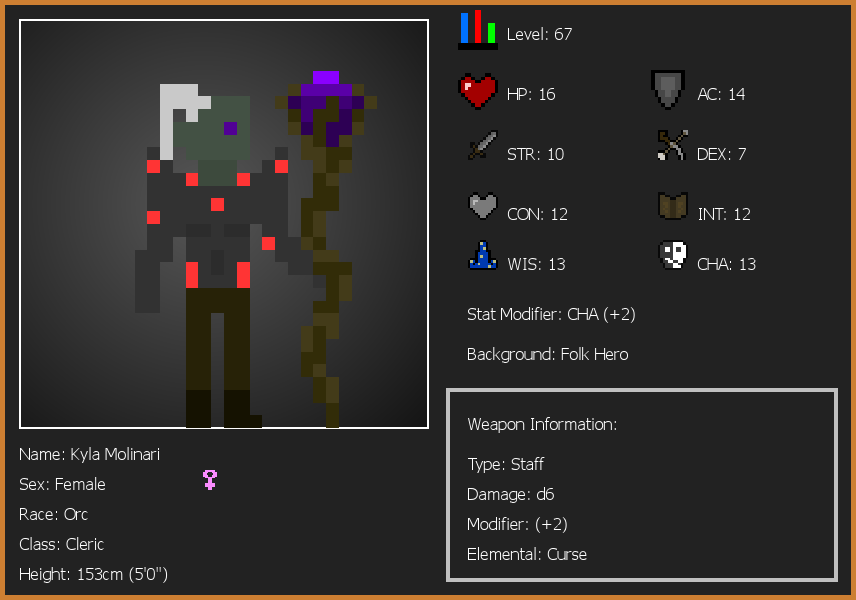 Level: 67
HP: 16
AC: 14
STR: 10
DEX: 7
CON: 12
INT: 12
WIS: 13
CHA: 13
Stat Modifier: CHA (+2)
Background: Folk Hero
Weapon Information:
Type: Staff
Damage: d6
Modifier: (+2)
Elemental: Curse
Name: Kyla Molinari
Sex: Female
Race: Orc
Class: Cleric
Height: 153cm (5'0")